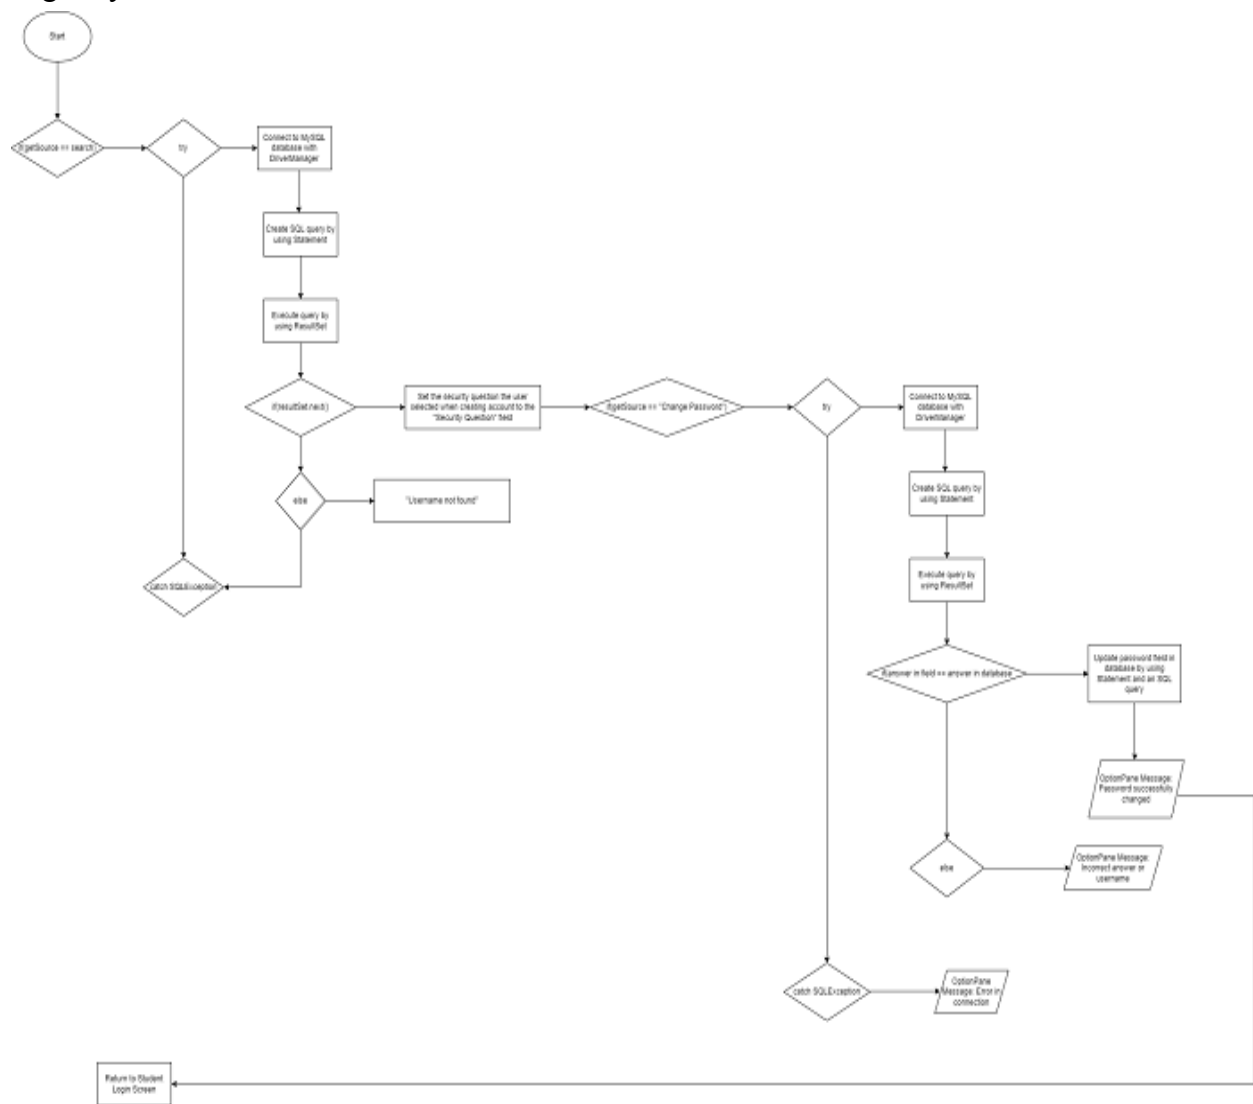 Start
if(getSource == search)
try
Connect to MySQL
database with
DriverManager
Create SQL query by
using Statement
Execute query by
using ResultSet
if(resultSet.next())
Set the security question the user
selected when creating account to the
"Security Question" field
if(getSource == "Change Password")
try
Connect to MySQL
database with
DriverManager
else
"Username not found"
Create SQL query by
using Statement
catch SQLException
Execute query by
using ResultSet
if(answer in field == answer in database
Update password field in
database by using
Statement and an SQL
query
OptionPane Message:
Password successfully
changed
else
OptionPane Message:
Incorrect answer or
username
catch SQLException
OptionPane
Message: Error in
connection
Return to Student
Login Screen